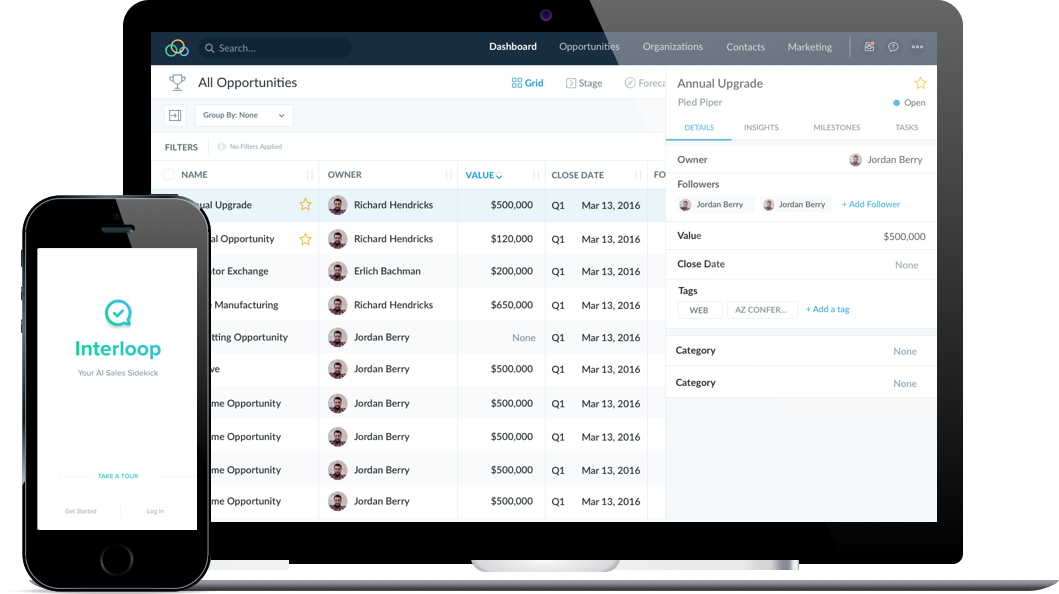 Search...
Dashboard Opportunities Organizations Contacts Marketing
All Opportunities
Grid Stage Foreca
Group By: None
FILTERS No Filters Applied
NAME OWNER VALUE CLOSE DATE FO
ual Upgrade Richard Hendricks $500,000 Q1 Mar 13, 2016
al Opportunity Richard Hendricks $120,000 Q1 Mar 13, 2016
tor Exchange Erlich Bachman $200,000 Q1 Mar 13, 2016
Manufacturing Richard Hendricks $650,000 Q1 Mar 13, 2016
tting Opportunity Jordan Berry None Q1 Mar 13, 2016
ve Jordan Berry $500,000 Q1 Mar 13, 2016
me Opportunity Jordan Berry $500,000 Q1 Mar 13, 2016
me Opportunity Jordan Berry $500,000 Q1 Mar 13, 2016
me Opportunity Jordan Berry $500,000 Q1 Mar 13, 2016
me Opportunity Jordan Berry $500,000 Q1 Mar 13, 2016
Annual Upgrade
Pied Piper Open
DETAILS INSIGHTS MILESTONES TASKS
Owner Jordan Berry
Followers
Jordan Berry Jordan Berry + Add Follower
Value $500,000
Close Date None
Tags
WEB AZ CONFER... + Add a tag
Category None
Category None
Interloop
Your AI Sales Sidekick
TAKE A TOUR
Get Started Log In